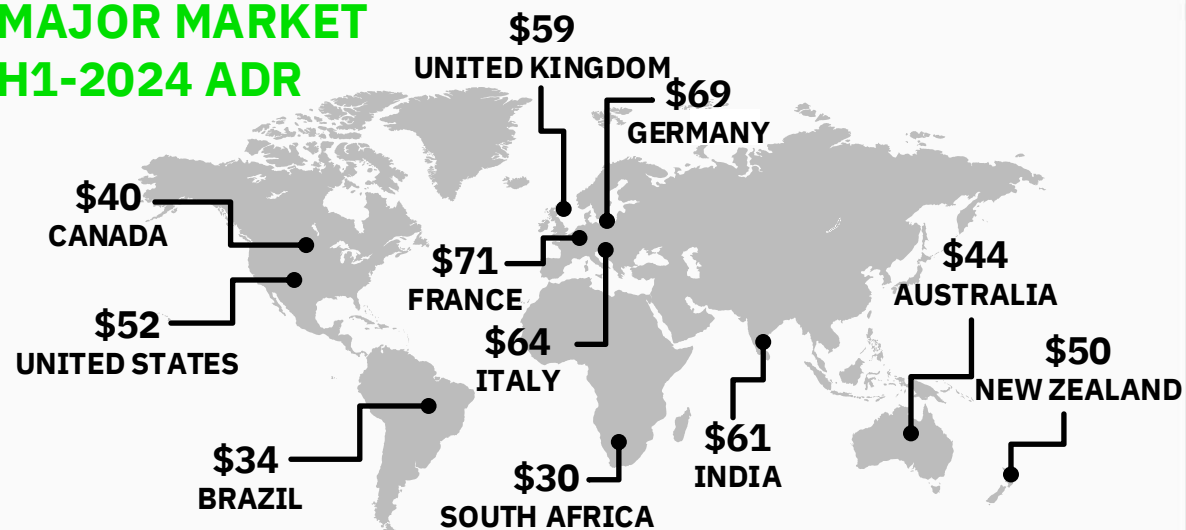 MAJOR MARKET
H1-2024 ADR
$59
UNITED KINGDOM
$69
GERMANY
$40
CANADA
$71
FRANCE
$44
AUSTRALIA
$52
UNITED STATES
$64
ITALY
$50
NEW ZEALAND
$61
INDIA
$34
BRAZIL
$30
SOUTH AFRICA